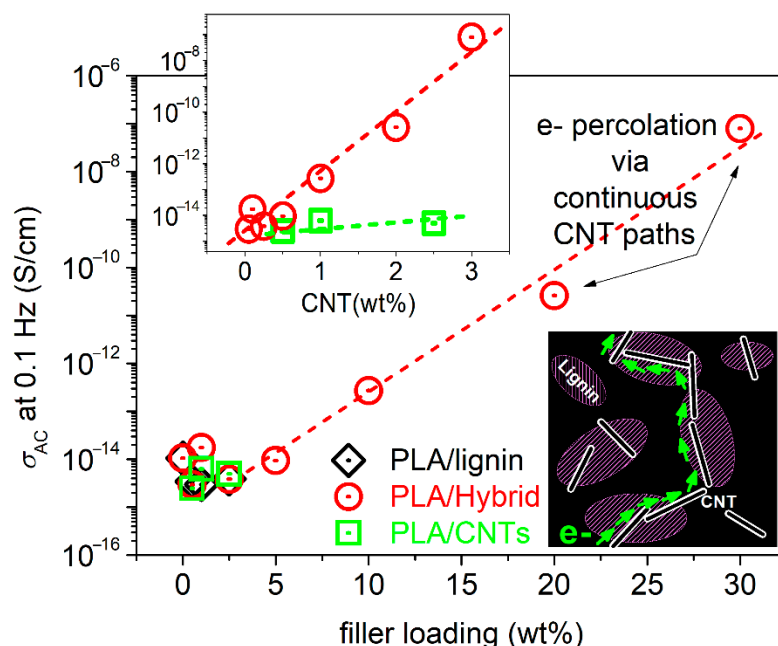 10⁻⁶
10⁻⁸
10⁻¹⁰
10⁻¹²
10⁻¹⁴
10⁻¹⁶
σAC at 0.1 Hz (S/cm)
10⁻⁸
10⁻¹⁰
10⁻¹²
10⁻¹⁴
0 1 2 3
CNT(wt%)
e- percolation
via
continuous
CNT paths
PLA/lignin
PLA/Hybrid
PLA/CNTs
Lignin
CNT
e-
0 5 10 15 20 25 30
filler loading (wt%)